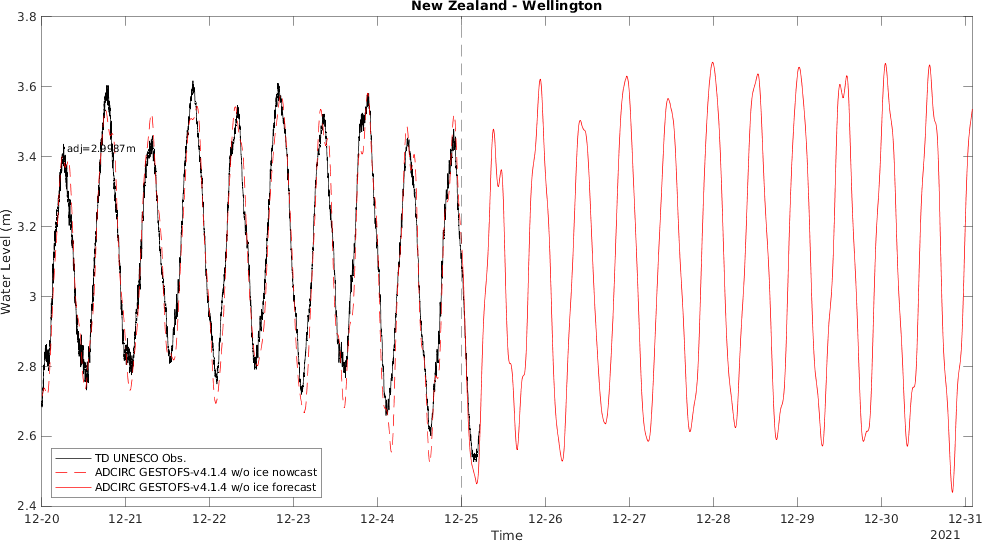 New Zealand - Wellington
3.8
3.6
3.4
3.2
3
2.8
2.6
2.4
Water Level (m)
adj=2.9987m
TD UNESCO Obs.
ADCIRC GESTOFS-v4.1.4 w/o ice nowcast
ADCIRC GESTOFS-v4.1.4 w/o ice forecast
12-20 12-21 12-22 12-23 12-24 12-25 12-26 12-27 12-28 12-29 12-30 12-31
Time
2021